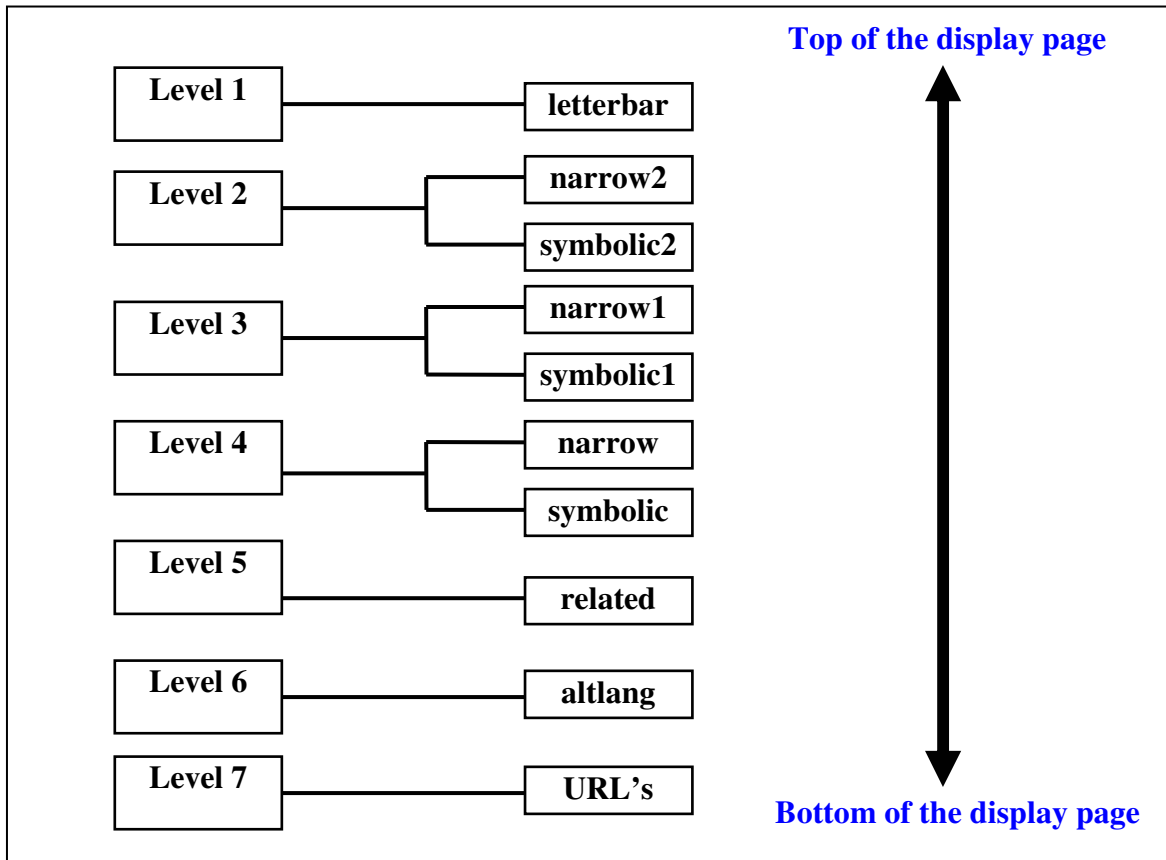 Top of the display page
Level 1
letterbar
Level 2
narrow2
symbolic2
Level 3
narrow1
symbolic1
Level 4
narrow
symbolic
Level 5
related
Level 6
altlang
Level 7
URL’s
Bottom of the display page